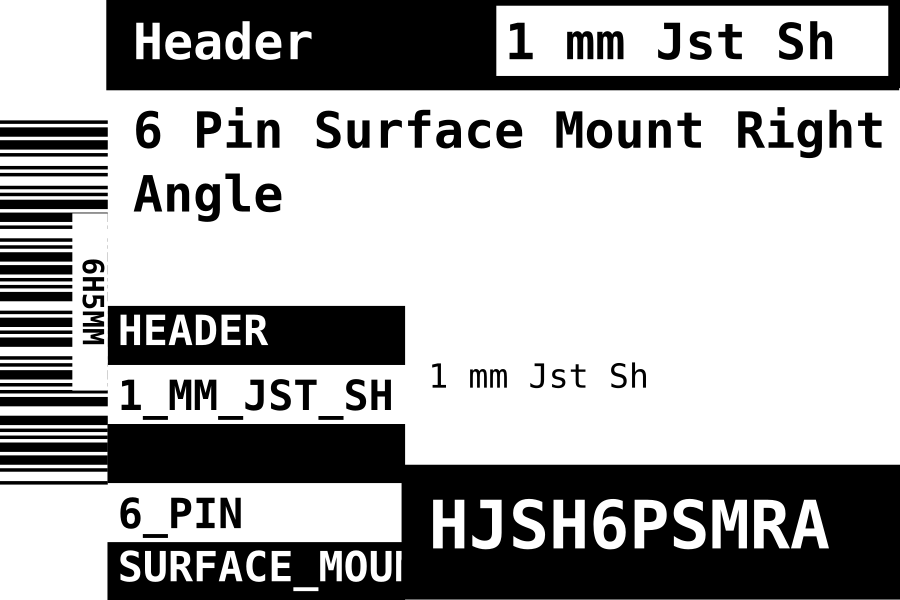 Header
1 mm Jst Sh
6 Pin Surface Mount Right
Angle
6H5MM
HEADER
1_MM_JST_SH
1 mm Jst Sh
6_PIN
HJSH6PSMRA